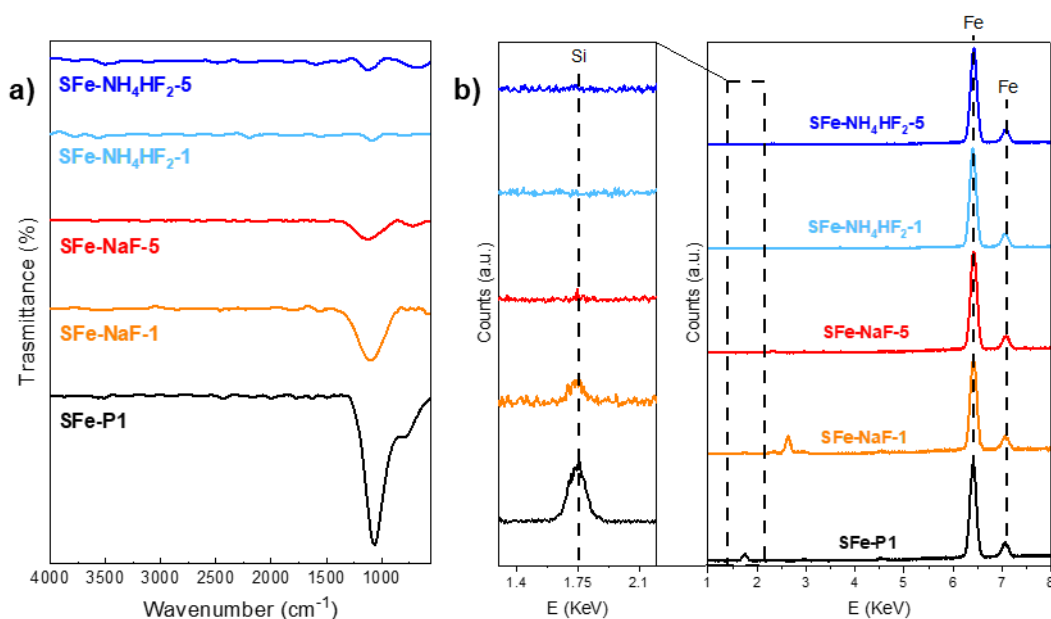 a)
SFe-NH₄HF₂-5
SFe-NH₄HF₂-1
SFe-NaF-5
SFe-NaF-1
SFe-P1
Trasmittance (%)
4000 3500 3000 2500 2000 1500 1000
Wavenumber (cm⁻¹)
b)
Si
Counts (a.u.)
1.4 1.75 2.1
E (KeV)
Fe
Fe
SFe-NH₄HF₂-5
SFe-NH₄HF₂-1
SFe-NaF-5
SFe-NaF-1
SFe-P1
Counts (a.u.)
1 2 3 4 5 6 7 8
E (KeV)